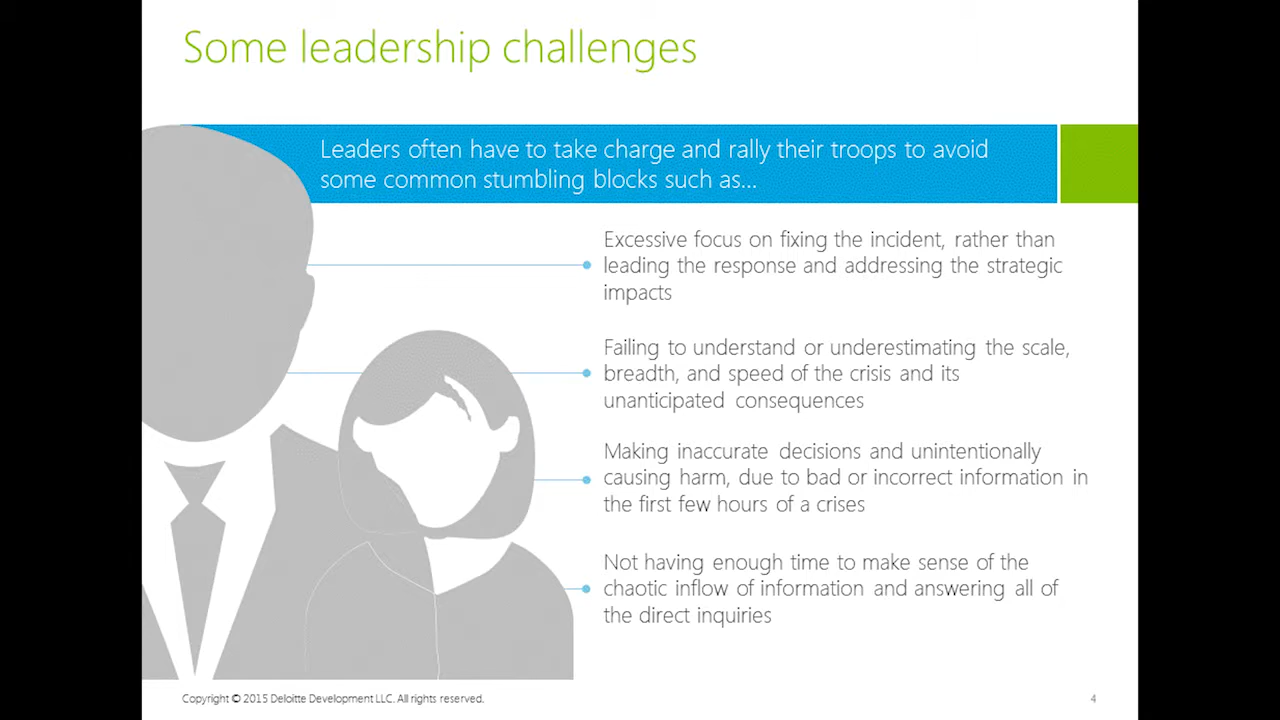 Some leadership challenges
Leaders often have to take charge and rally their troops to avoid
some common stumbling blocks such as...
Excessive focus on fixing the incident, rather than
leading the response and addressing the strategic
impacts
Failing to understand or underestimating the scale,
breadth, and speed of the crisis and its
unanticipated consequences
Making inaccurate decisions and unintentionally
causing harm, due to bad or incorrect information in
the first few hours of a crises
Not having enough time to make sense of the
chaotic inflow of information and answering all of
the direct inquiries
Copyright © 2015 Deloitte Development LLC. All rights reserved.
4